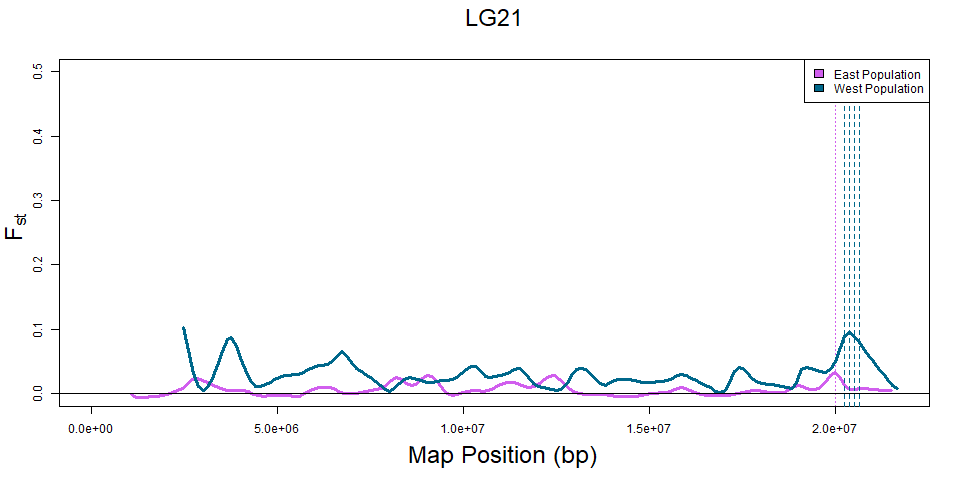 LG21
East Population
West Population
0.5
0.4
0.3
0.2
0.1
0.0
Fst
0.0e+00 5.0e+06 1.0e+07 1.5e+07 2.0e+07
Map Position (bp)